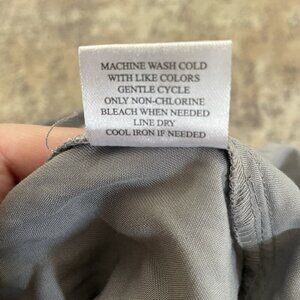 MACHINE WASH COLD
WITH LIKE COLORS
GENTLE CYCLE
ONLY NON-CHLORINE
BLEACH WHEN NEEDED
LINE DRY
COOL IRON IF NEEDED